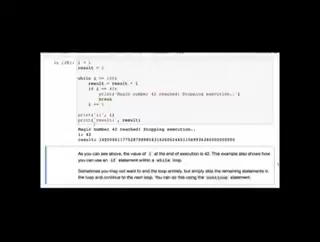 i = 1
result = 1
while i <= 100:
result = result * i
if i == 42:
print('Magic number 42 reached! Stopping execution..')
break
i += 1
print('i:', i)
print('result:', result)
Magic number 42 reached! Stopping execution..
i: 42
result:
As you can see above, the value of i at the end of execution is 42. This example also shows how
you can use an if statement within a while loop.
Sometimes you may not want to end the loop entirely, but simply skip the remaining statements in
the loop and continue to the next loop. You can do this using the continue statement.